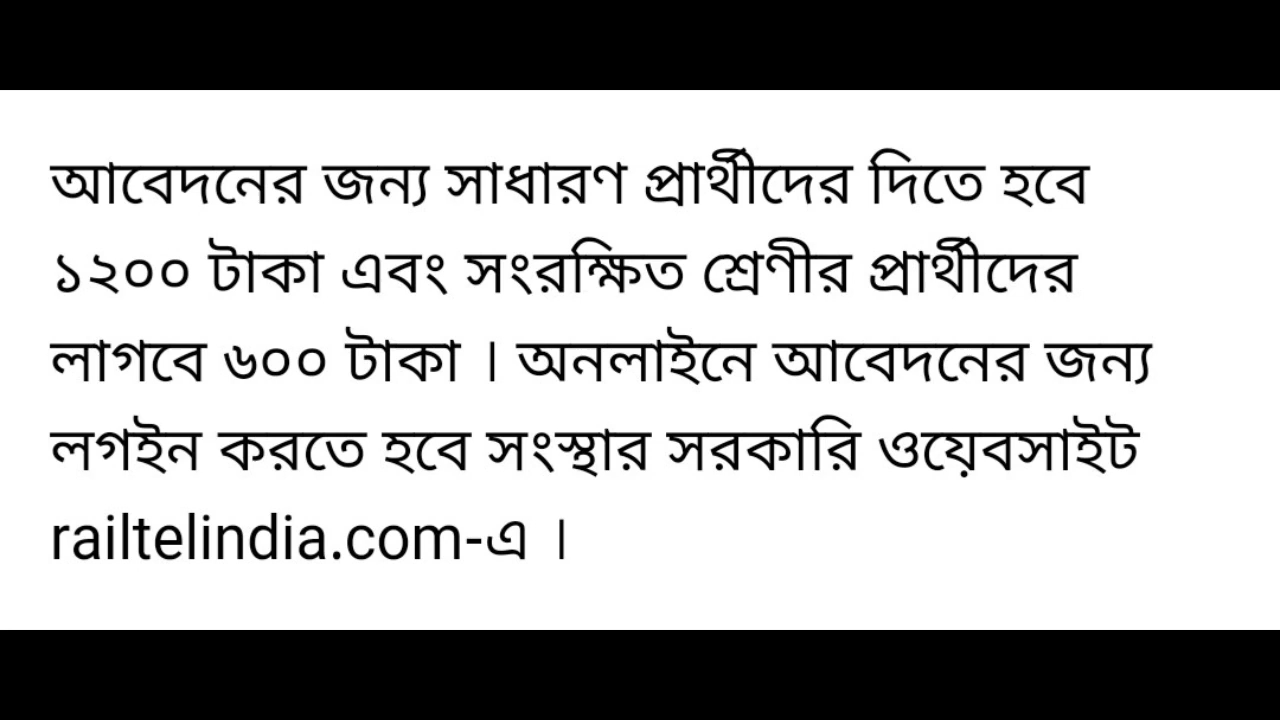 আবেদনের জন্য সাধারণ প্রার্থীদের দিতে হবে
১২০০ টাকা এবং সংরক্ষিত শ্রেণীর প্রার্থীদের
লাগবে ৬০০ টাকা । অনলাইনে আবেদনের জন্য
লগইন করতে হবে সংস্থার সরকারি ওয়েবসাইট
railtelindia.com-এ ।